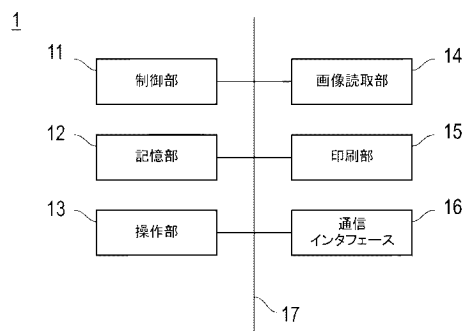 1
11
制御部
14
画像読取部
12
記憶部
15
印刷部
13
操作部
16
通信
インタフェース
17